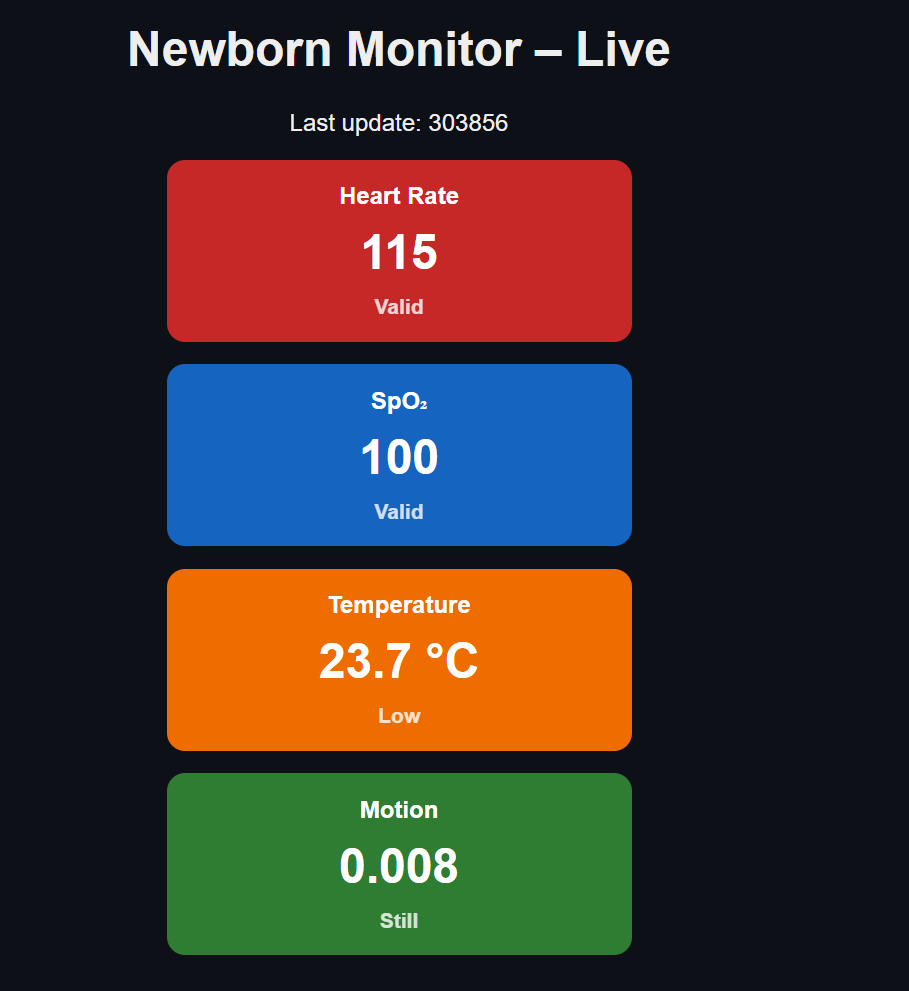 Newborn Monitor – Live
Last update: 303856
Heart Rate
115
Valid
SpO₂
100
Valid
Temperature
23.7 °C
Low
Motion
0.008
Still